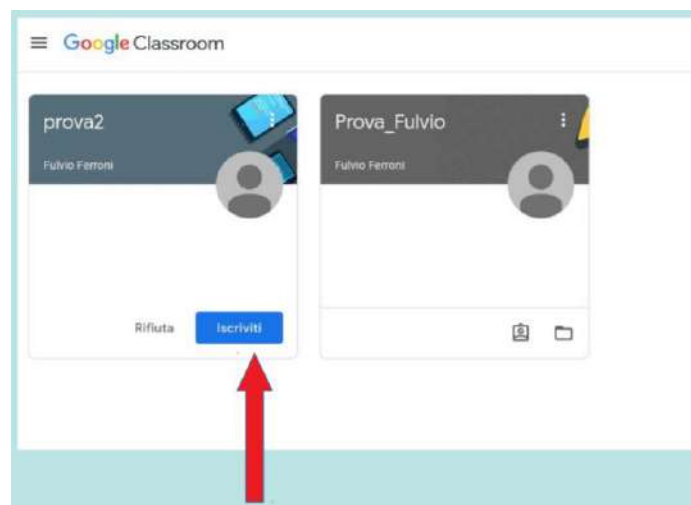 Google Classroom
prova2
Fulvio Ferroni
Rifiuta
Iscriviti
Prova_Fulvio
Fulvio Ferroni